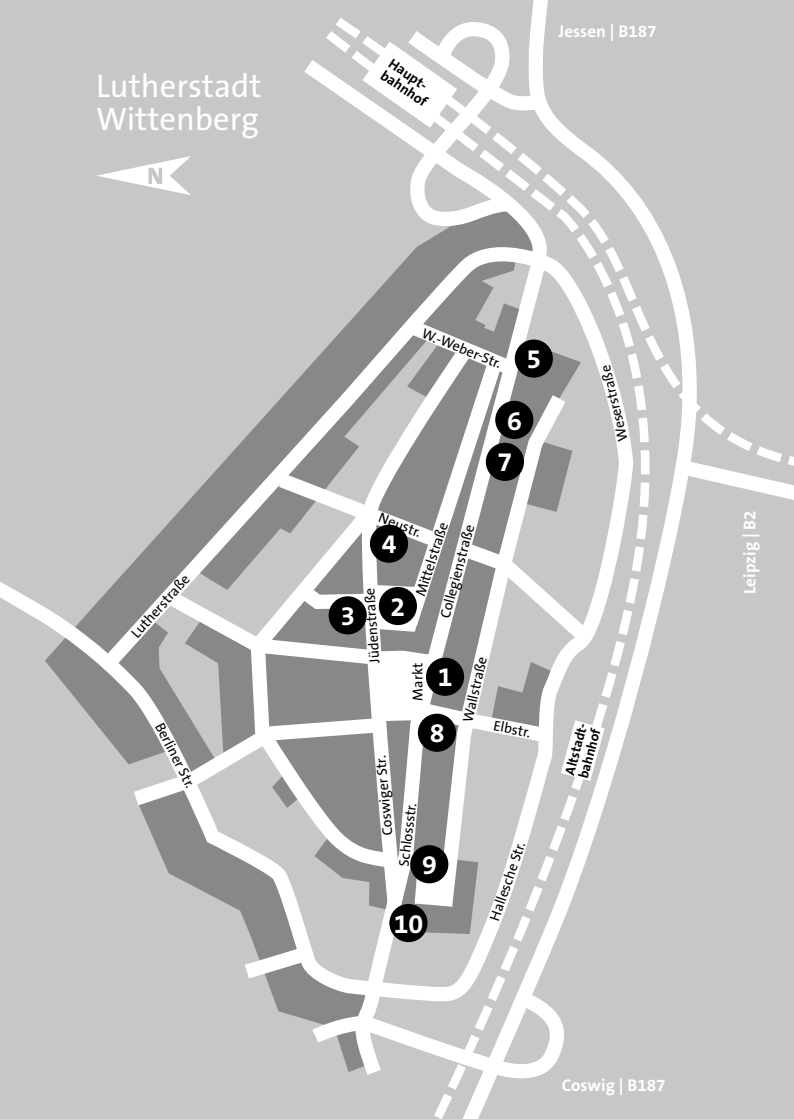 Jessen | B187
Haupt-
bahnhof
Lutherstadt
Wittenberg
N
W.-Weber-Str.
5
Weserstraße
6
7
Leipzig | B2
Neustr.
4
Mittelstraße
Collegienstraße
Lutherstraße
3
2
Jüdenstraße
Markt
1
Wallstraße
8
Elbstr.
Altstadt-
bahnhof
Berliner Str.
Coswiger Str.
Schlossstr.
9
Hallesche Str.
10
Coswig | B187